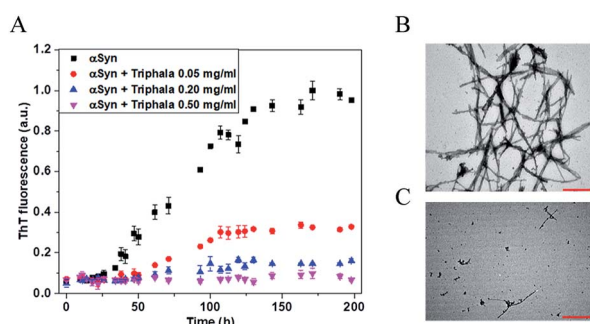 A
B
1.2
αSyn
αSyn + Triphala 0.05 mg/ml
1.0
αSyn + Triphala 0.20 mg/ml
αSyn + Triphala 0.50 mg/ml
0.8
ThT fluorescence (a.u.)
0.6
C
0.4
0.2
0.0
0 50 100 150 200
Time (h)